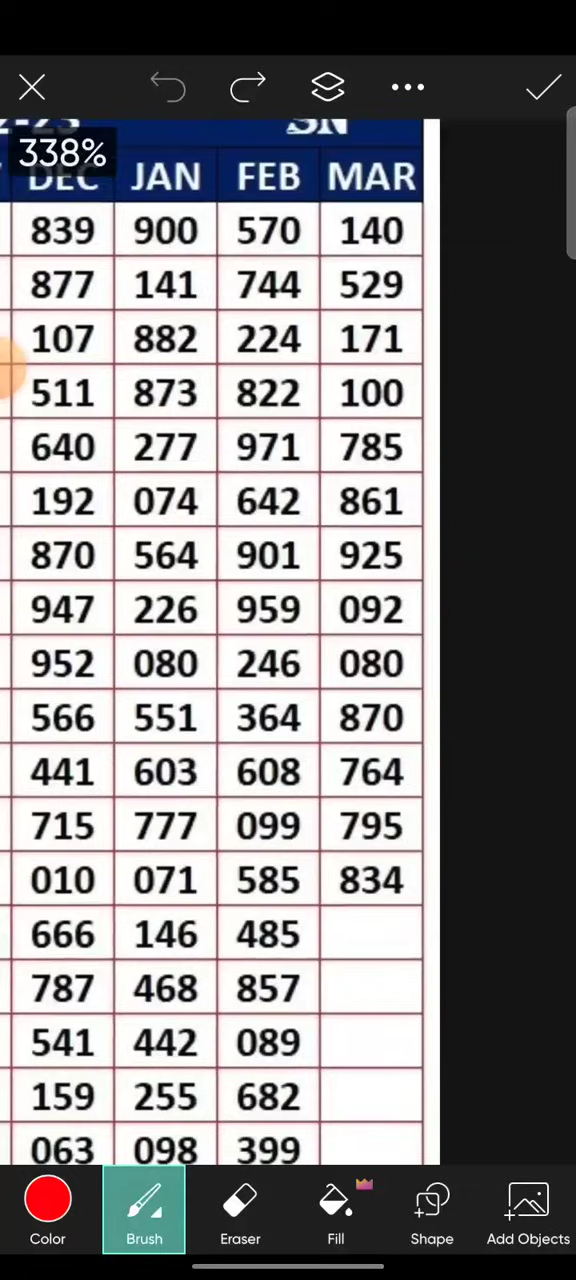 338%
SN
DEC JAN FEB MAR
839 900 570 140
877 141 744 529
107 882 224 171
511 873 822 100
640 277 971 785
192 074 642 861
870 564 901 925
947 226 959 092
952 080 246 080
566 551 364 870
441 603 608 764
715 777 099 795
010 071 585 834
666 146 485
787 468 857
541 442 089
159 255 682
063 098 399
Color Brush Eraser Fill Shape Add Objects